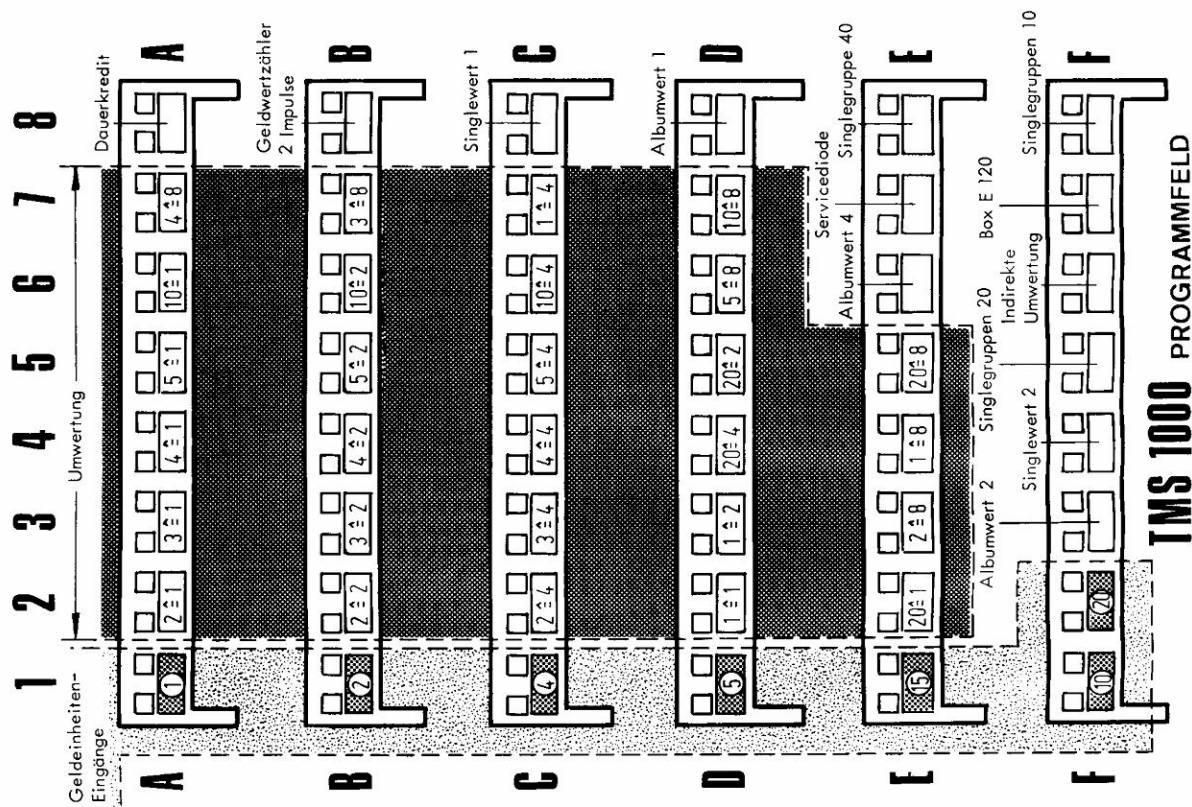 1 2 3 4 5 6 7 8
Geldeinheiten-
Eingänge
Umwertung
Dauerkredit
A ① 2≙1 3≙1 4≙1 5≙1 10≙1 4≙8 A
Geldwertzähler
2 Impulse
B ② 2≙2 3≙2 4≙2 5≙2 10≙2 3≙8 B
Singlewert 1
C ④ 2≙4 3≙4 4≙4 5≙4 10≙4 1≙4 C
Albumwert 1
D ⑤ 1≙1 1≙2 20≙4 20≙2 5≙8 10≙8 D
Servicediode
Albumwert 4
Singlegruppe 40
E ⑮ 20≙1 2≙8 1≙8 20≙8 E
Albumwert 2
Singlewert 2
Singlegruppen 20
Indirekte
Umwertung
Box E 120
Singlegruppen 10
F ⑩ ⑳ F
TMS 1000 PROGRAMMFELD